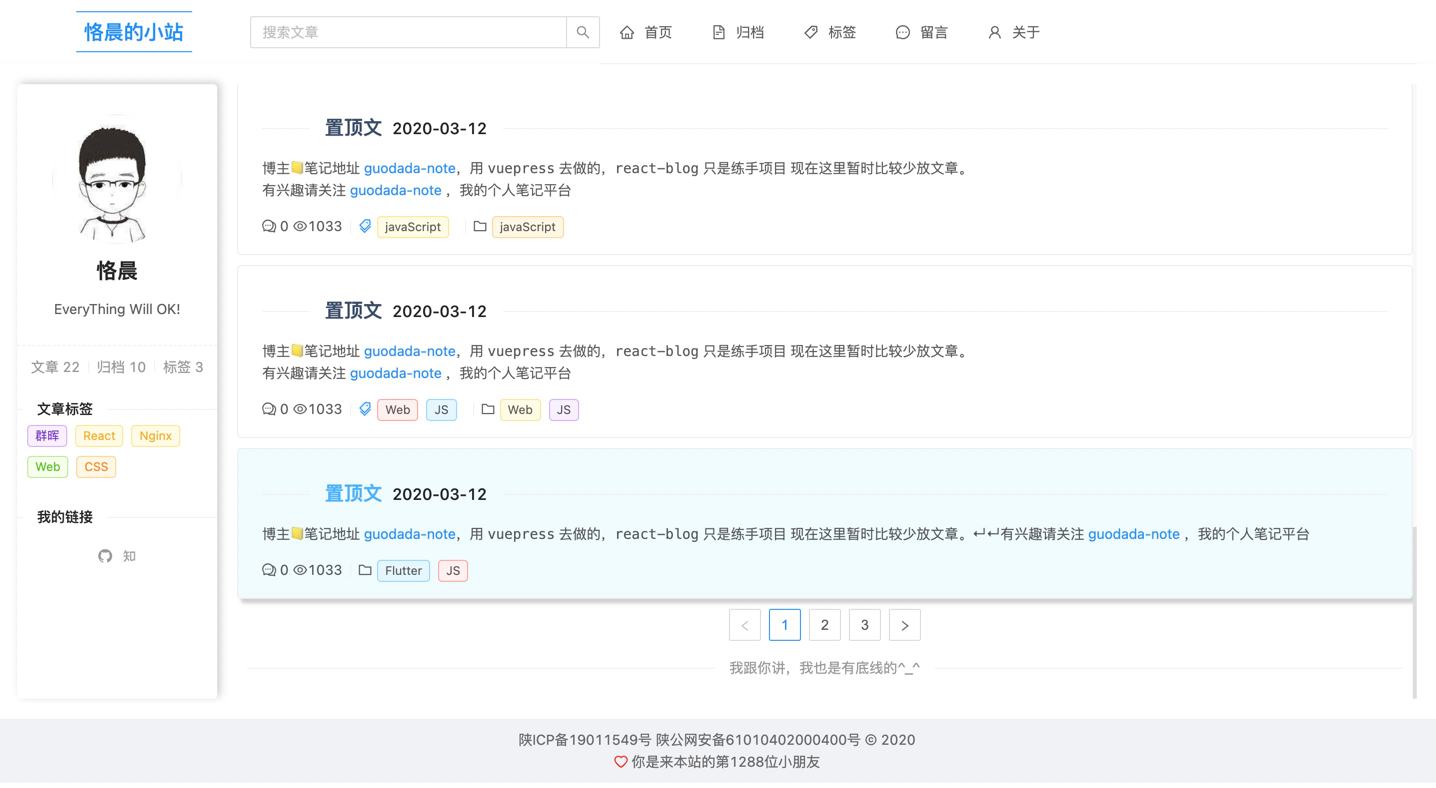 恪晨的小站
搜索文章
首页
归档
标签
留言
关于
恪晨
EveryThing Will OK!
文章 22
归档 10
标签 3
文章标签
群晖 React Nginx
Web CSS
我的链接
知
置顶文 2020-03-12
博主📒笔记地址 guodada-note，用 vuepress 去做的，react-blog 只是练手项目 现在这里暂时比较少放文章。
有兴趣请关注 guodada-note ，我的个人笔记平台
0 1033 javaScript javaScript
置顶文 2020-03-12
博主📒笔记地址 guodada-note，用 vuepress 去做的，react-blog 只是练手项目 现在这里暂时比较少放文章。
有兴趣请关注 guodada-note ，我的个人笔记平台
0 1033 Web JS Web JS
置顶文 2020-03-12
博主📒笔记地址 guodada-note，用 vuepress 去做的，react-blog 只是练手项目 现在这里暂时比较少放文章。↵↵有兴趣请关注 guodada-note ，我的个人笔记平台
0 1033 Flutter JS
< 1 2 3 >
我跟你讲，我也是有底线的^_^
陕ICP备19011549号 陕公网安备61010402000400号 © 2020
你是来本站的第1288位小朋友